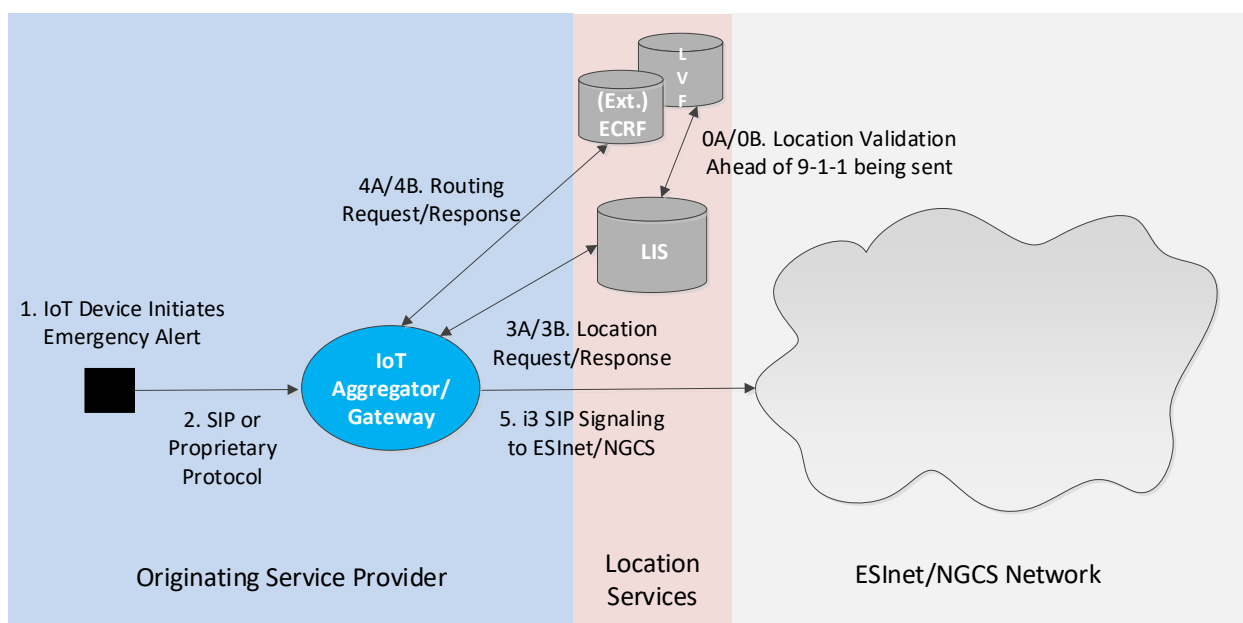 L
V
F
(Ext.)
ECRF
0A/0B. Location Validation
Ahead of 9-1-1 being sent
4A/4B. Routing
Request/Response
LIS
1. IoT Device Initiates
Emergency Alert
3A/3B. Location
Request/Response
IoT
Aggregator/
Gateway
2. SIP or
Proprietary
Protocol
5. i3 SIP Signaling
to ESInet/NGCS
Originating Service Provider
Location
Services
ESInet/NGCS Network